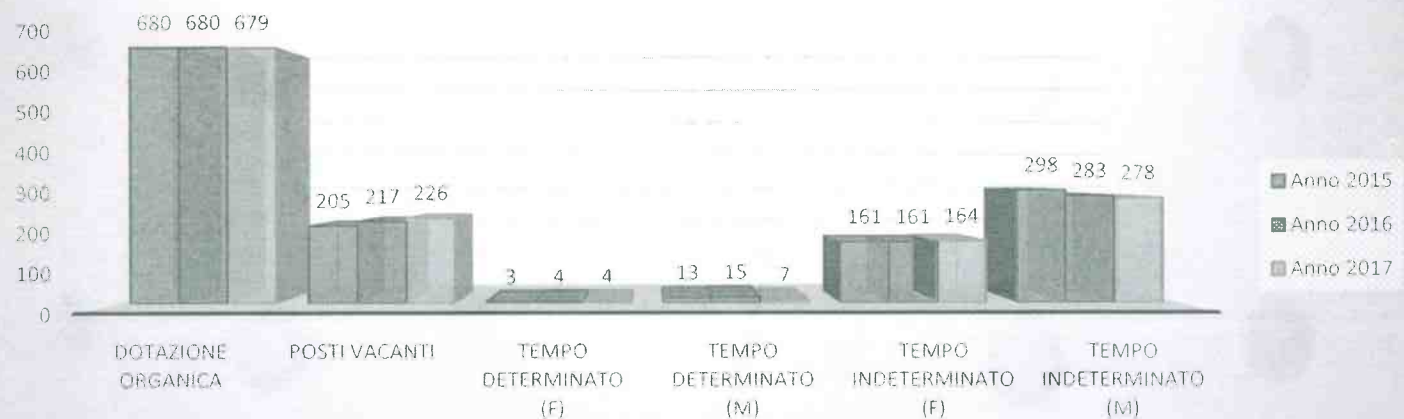 680 680 679
700
600
500
400
300
200
100
0
205 217 226
3 4 4
13 15 7
161 161 164
298 283 278
DOTAZIONE
ORGANICA
POSTI VACANTI
TEMPO
DETERMINATO
(F)
TEMPO
DETERMINATO
(M)
TEMPO
INDETERMINATO
(F)
TEMPO
INDETERMINATO
(M)
Anno 2015
Anno 2016
Anno 2017